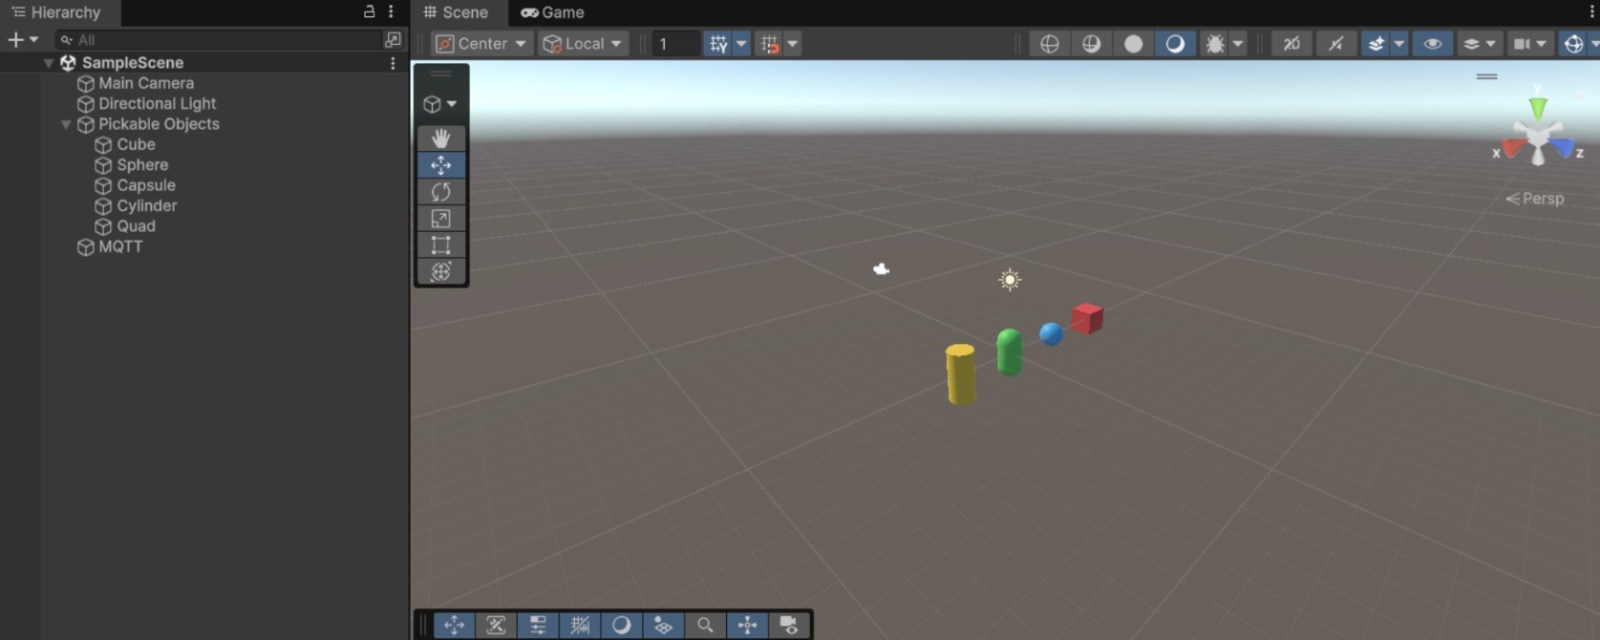 Hierarchy
Scene
Game
All
Center
Local
1
SampleScene
Main Camera
Directional Light
Pickable Objects
Cube
Sphere
Capsule
Cylinder
Quad
MQTT
2D
y
x
z
Persp